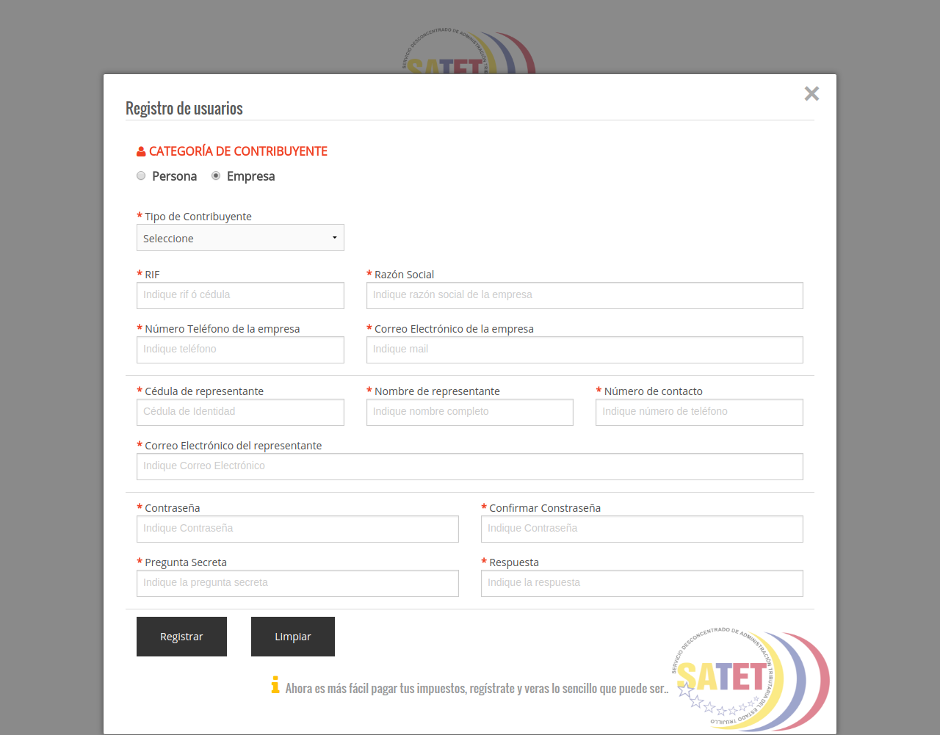 SERVICIO DESCONCENTRADO DE ADMINISTRACIÓN
SATET
×
Registro de usuarios
CATEGORÍA DE CONTRIBUYENTE
Persona Empresa
* Tipo de Contribuyente
Seleccione
* RIF * Razón Social
Indique rif ó cédula Indique razón social de la empresa
* Número Teléfono de la empresa * Correo Electrónico de la empresa
Indique teléfono Indique mail
* Cédula de representante * Nombre de representante * Número de contacto
Cédula de Identidad Indique nombre completo Indique número de teléfono
* Correo Electrónico del representante
Indique Correo Electrónico
* Contraseña * Confirmar Constraseña
Indique Contraseña Indique Contraseña
* Pregunta Secreta * Respuesta
Indique la pregunta secreta Indique la respuesta
Registrar Limpiar
Ahora es más fácil pagar tus impuestos, regístrate y veras lo sencillo que puede ser..
SERVICIO DESCONCENTRADO DE ADMINISTRACIÓN TRIBUTARIA DEL ESTADO TRUJILLO
SATET